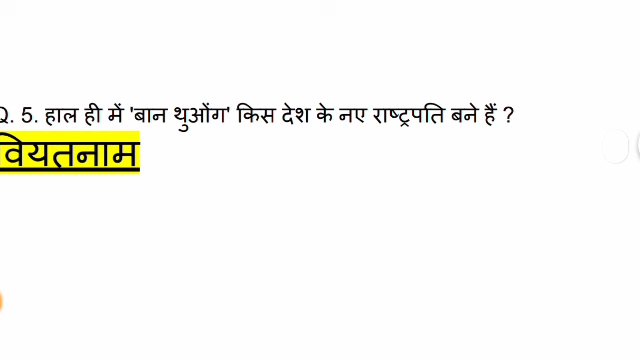 Q. 5. हाल ही में 'बान थुओंग' किस देश के नए राष्ट्रपति बने हैं ?
वियतनाम